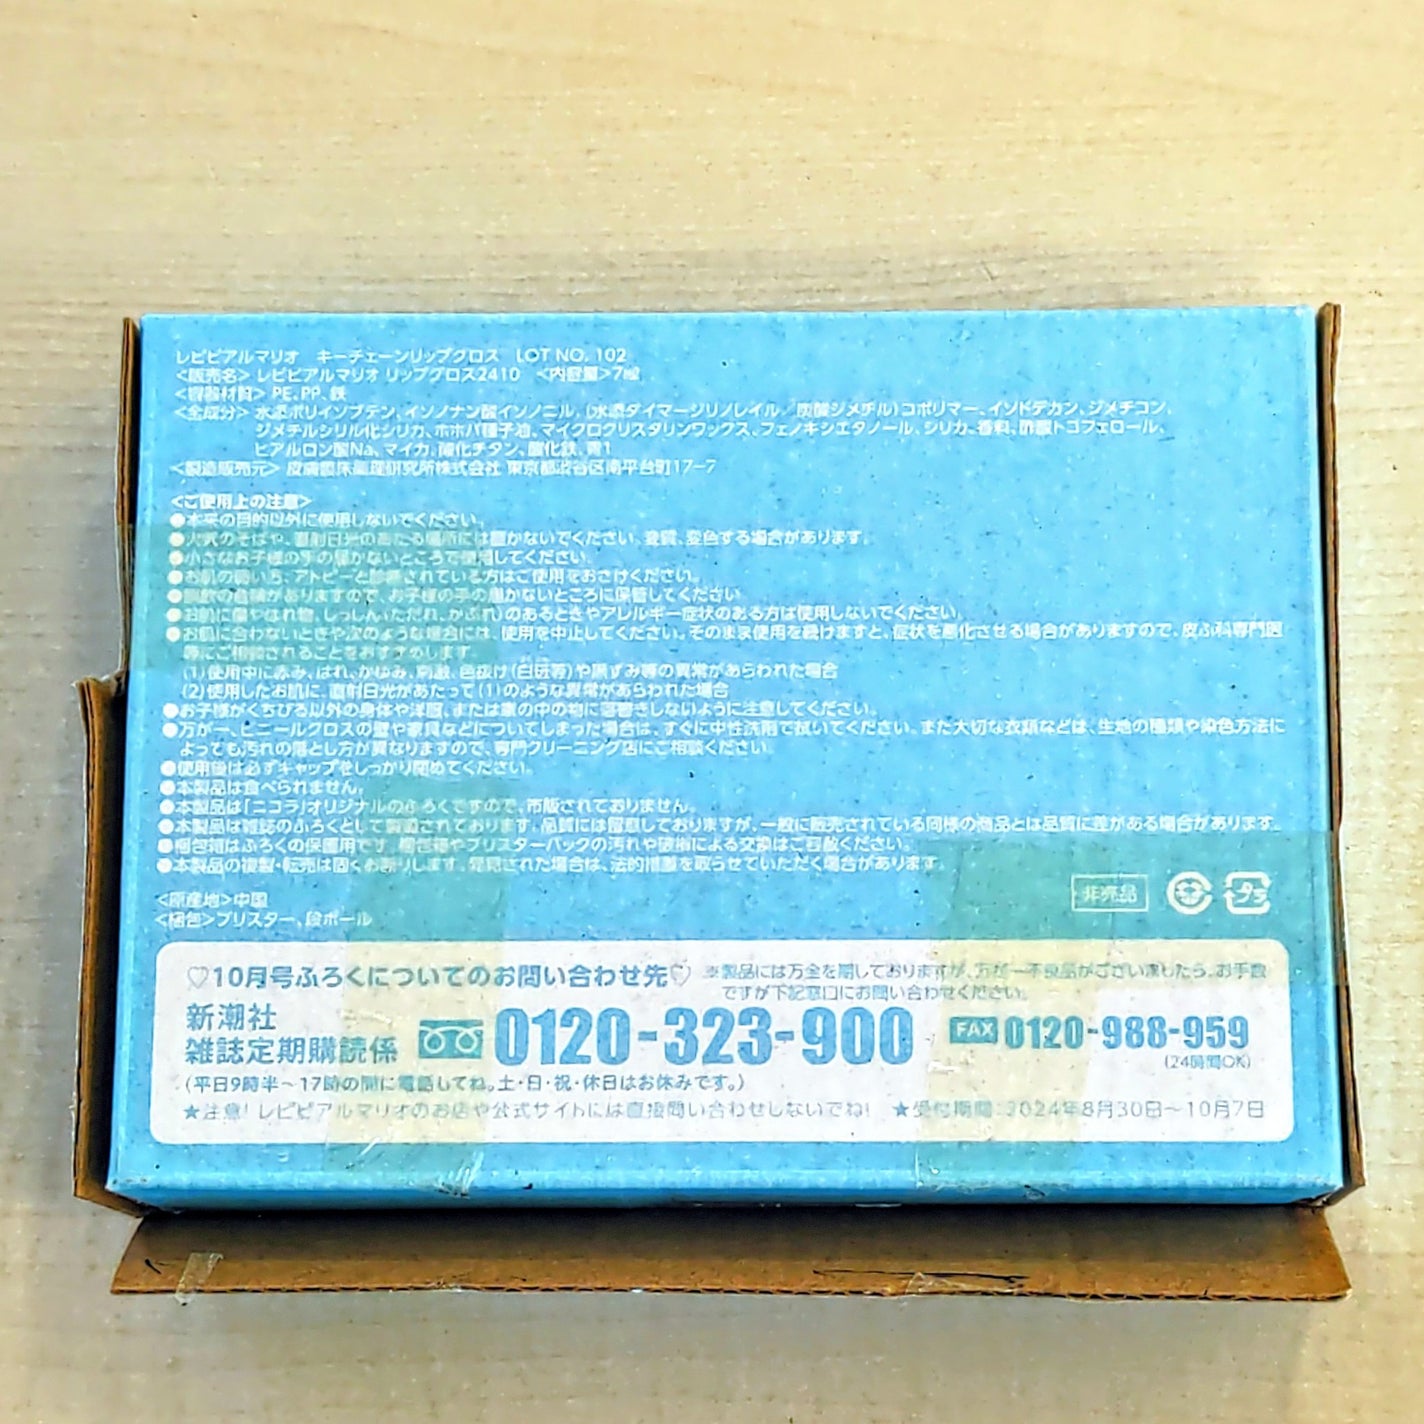 レピピアルマリオ　キーチェーンリップグロス　LOT NO. 102
＜販売名＞レピピアルマリオ リップグロス2410　＜内容量＞7mℓ
＜容器材質＞PE、PP、鉄
＜全成分＞水添ポリイソブテン、イソノナン酸イソノニル、(水添ダイマージリノレイル／炭酸ジメチル)コポリマー、イソドデカン、ジメチコン、
ジメチルシリル化シリカ、ホホバ種子油、マイクロクリスタリンワックス、フェノキシエタノール、シリカ、香料、酢酸トコフェロール、
ヒアルロン酸Na、マイカ、酸化チタン、酸化鉄、青1
＜製造販売元＞皮膚臨床薬理研究所株式会社 東京都渋谷区南平台町17-7
＜ご使用上の注意＞
●本来の目的以外に使用しないでください。
●火気のそばや、直射日光のあたる場所には置かないでください。変質、変色する場合があります。
●小さなお子様の手の届かないところで使用してください。
●お肌の弱い方、アトピーと診断されている方はご使用をおさけください。
●誤飲の危険がありますので、お子様の手の届かないところに保管してください
●お肌に傷やはれ物、しっしん(ただれ、かぶれ)のあるときやアレルギー症状のある方は使用しないでください。
●お肌に合わないときや次のような場合には、使用を中止してください。そのまま使用を続けますと、症状を悪化させる場合がありますので、皮ふ科専門医
等にご相談されることをおすすめします。
(1)使用中に赤み、はれ、かゆみ、刺激、色抜け(白斑等)や黒ずみ等の異常があらわれた場合
(2)使用したお肌に、直射日光があたって(1)のような異常があらわれた場合
●お子様がくちびる以外の身体や洋服、または家の中の物に落書きしないように注意してください。
●万が一、ビニールクロスの壁や家具などについてしまった場合は、すぐに中性洗剤で拭いてください。また大切な衣類などは、生地の種類や染色方法に
よっても汚れの落とし方が異なりますので、専門クリーニング店にご相談ください。
●使用後は必ずキャップをしっかり閉めてください。
●本製品は食べられません。
●本製品は「ニコラ」オリジナルのふろくですので、市販されておりません。
●本製品は雑誌のふろくとして製造されております。品質には留意しておりますが、一般に販売されている同様の商品とは品質に差がある場合があります。
●梱包箱はふろくの保護用です。梱包箱やブリスターパックの汚れや破損による交換はご容赦ください。
●本製品の複製・転売は固くお断りします。発見された場合は、法的措置を取らせていただく場合があります。
＜原産地＞中国
＜梱包＞ブリスター、段ボール
非売品 プラ
♡10月号ふろくについてのお問い合わせ先♡ ※製品には万全を期しておりますが、万が一不良品がございましたら、お手数
ですが下記窓口にお問い合わせください。
新潮社
雑誌定期購読係 0120-323-900 FAX 0120-988-959
(24時間OK)
(平日9時半～17時の間に電話してね。土・日・祝・休日はお休みです。)
★注意! レピピアルマリオのお店や公式サイトには直接問い合わせしないでね! ★受付期間：2024年8月30日～10月7日